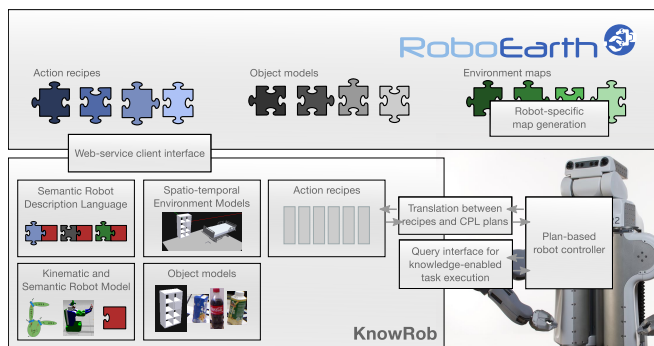 RoboEarth
Action recipes
Object models
Environment maps
Robot-specific
map generation
Web-service client interface
Semantic Robot
Description Language
Spatio-temporal
Environment Models
Action recipes
Translation between
recipes and CPL plans
Plan-based
robot controller
Query interface for
knowledge-enabled
task execution
Kinematic and
Semantic Robot Model
Object models
KnowRob